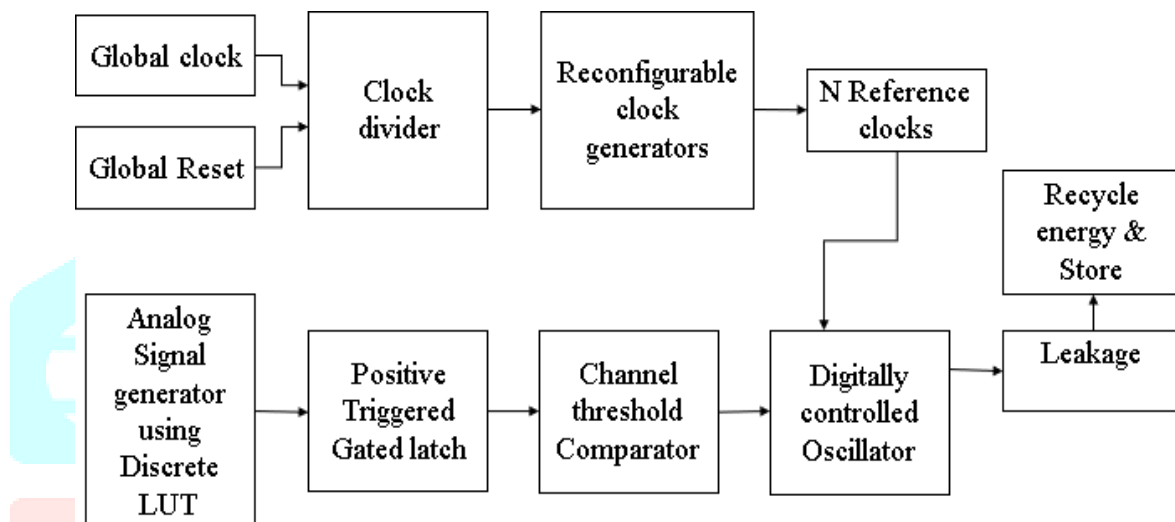 Global clock
Global Reset
Clock
divider
Reconfigurable
clock
generators
N Reference
clocks
Recycle
energy &
Store
Analog
Signal
generator
using
Discrete
LUT
Positive
Triggered
Gated latch
Channel
threshold
Comparator
Digitally
controlled
Oscillator
Leakage